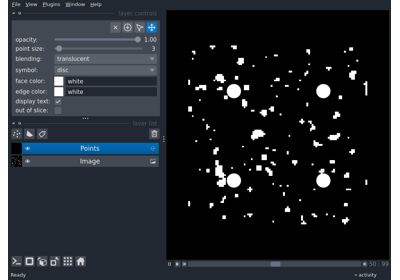 File View Plugins Window Help
layer controls
opacity: 1.00
point size: 3
blending: translucent
symbol: disc
face color: white
edge color: white
display text:
out of slice:
layer list
Points
Image
Ready
50 99
activity